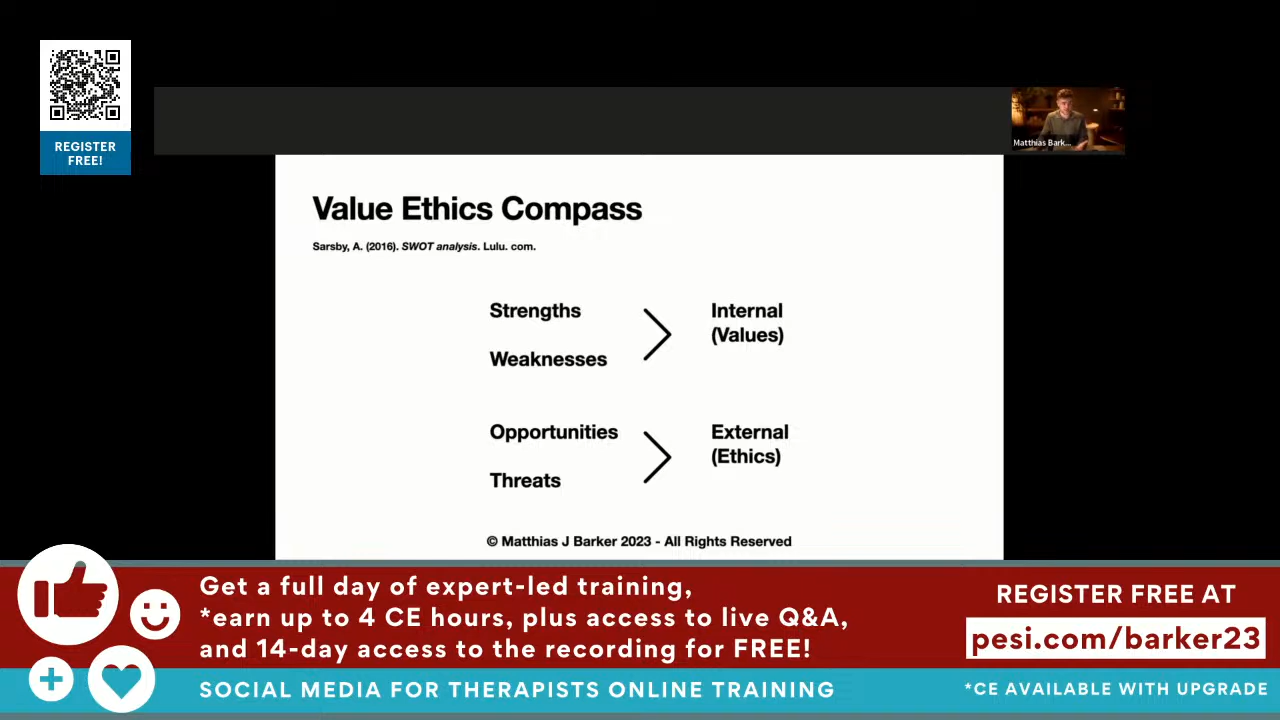 REGISTER
FREE!
Matthias Bark...
Value Ethics Compass
Sarsby, A. (2016). SWOT analysis. Lulu. com.
Strengths
Weaknesses
Internal
(Values)
Opportunities
Threats
External
(Ethics)
© Matthias J Barker 2023 - All Rights Reserved
Get a full day of expert-led training,
*earn up to 4 CE hours, plus access to live Q&A,
and 14-day access to the recording for FREE!
REGISTER FREE AT
pesi.com/barker23
SOCIAL MEDIA FOR THERAPISTS ONLINE TRAINING
*CE AVAILABLE WITH UPGRADE